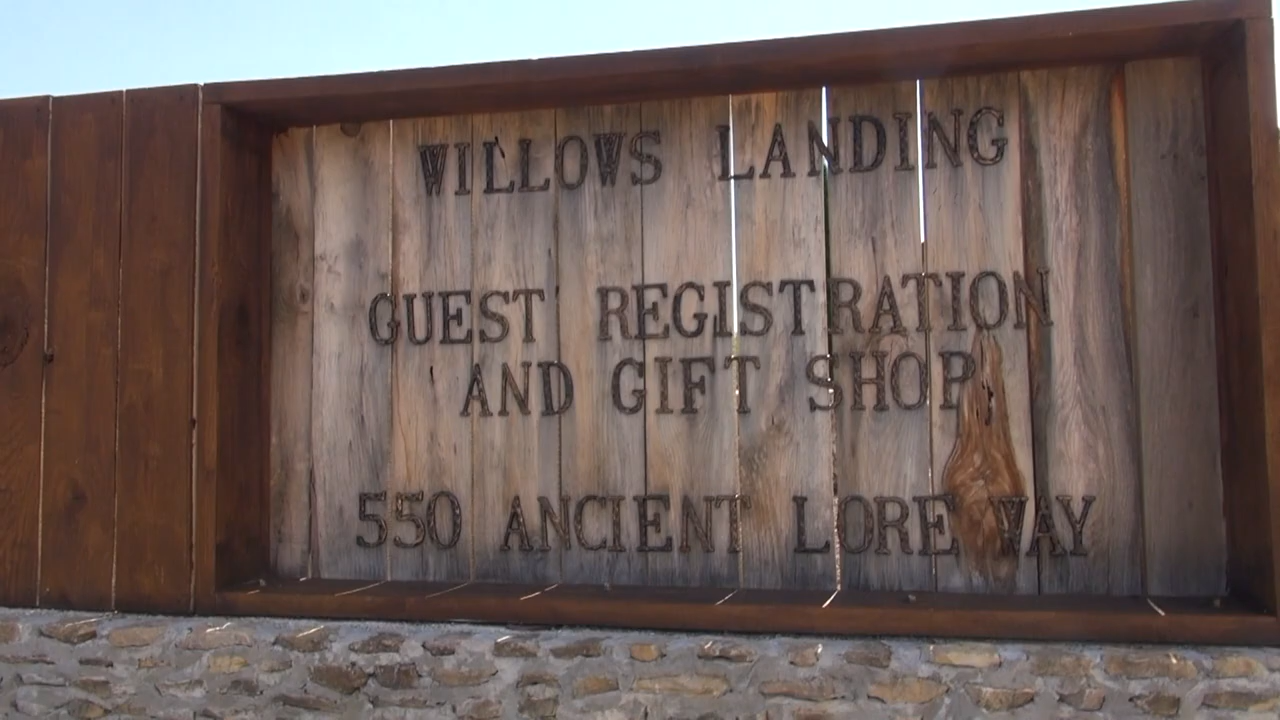 WILLOWS LANDING
GUEST REGISTRATION
AND GIFT SHOP
550 ANCIENT LORE WAY